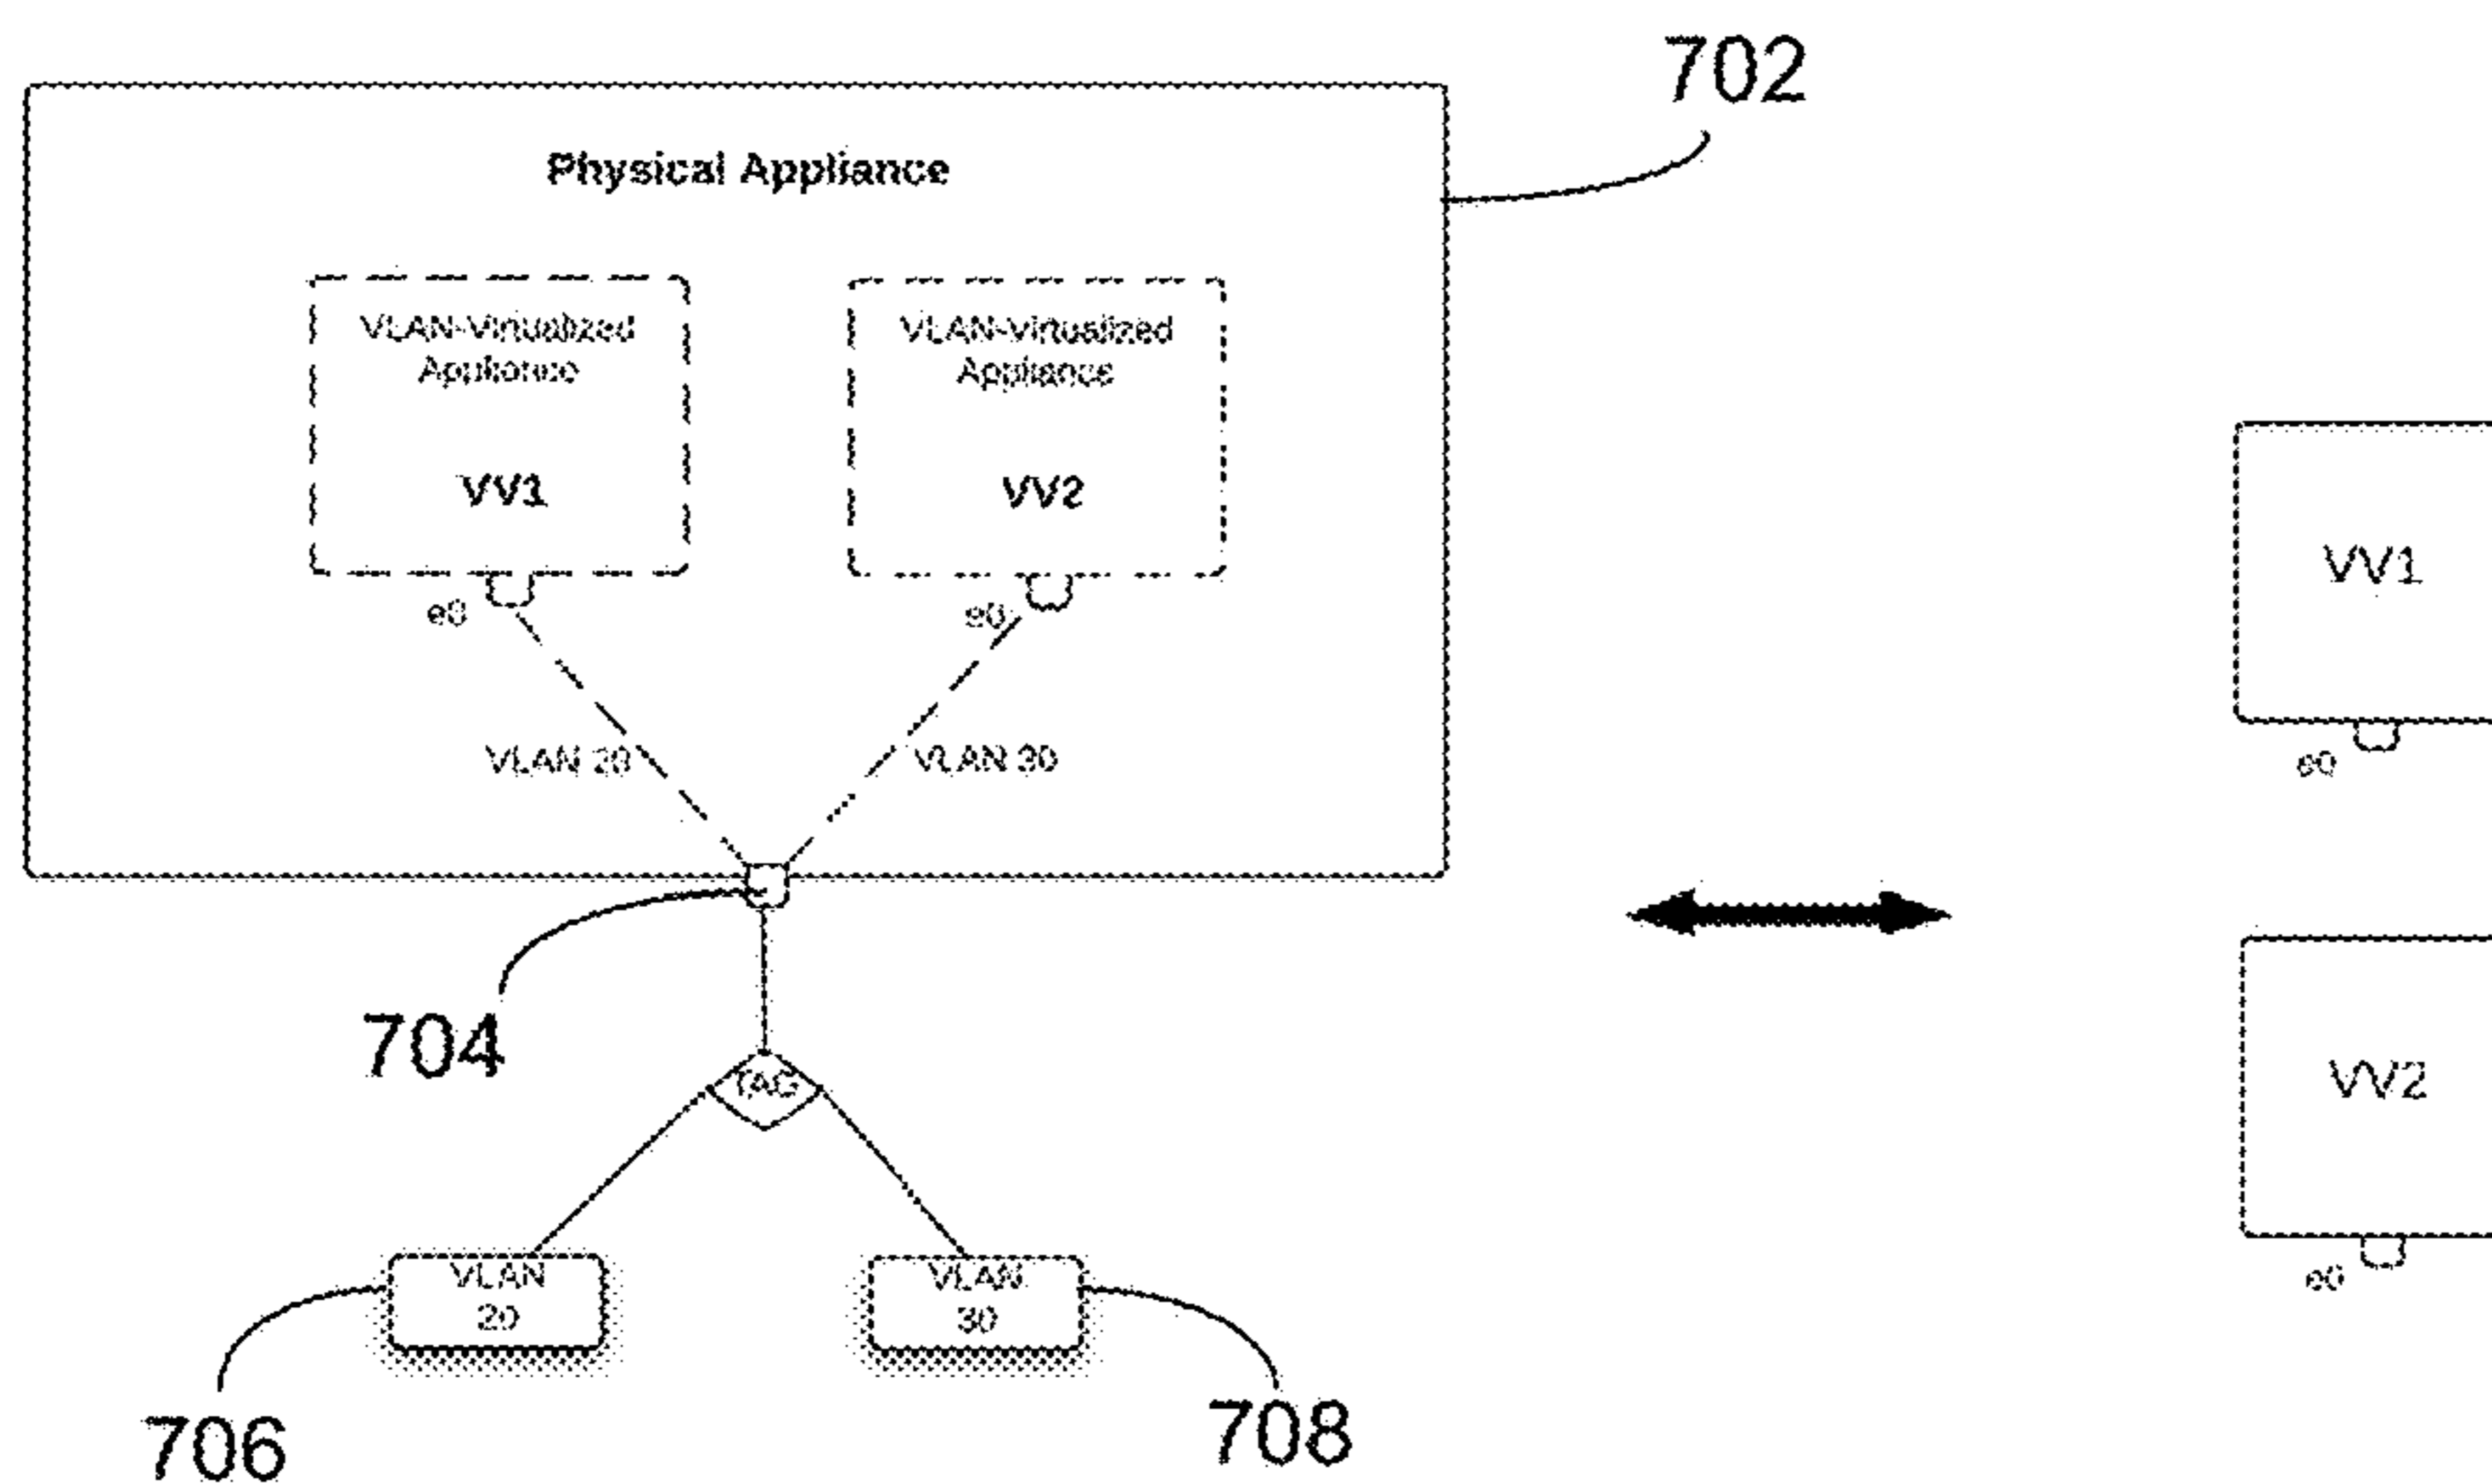 702
Physical Appliance
VLAN-Virtualized
Appliance
VV1
e0
VLAN-Virtualized
Appliance
VV2
e0
VLAN 20
VLAN 30
704
TAG
VLAN
20
VLAN
30
706
708
VV1
e0
VV2
e0